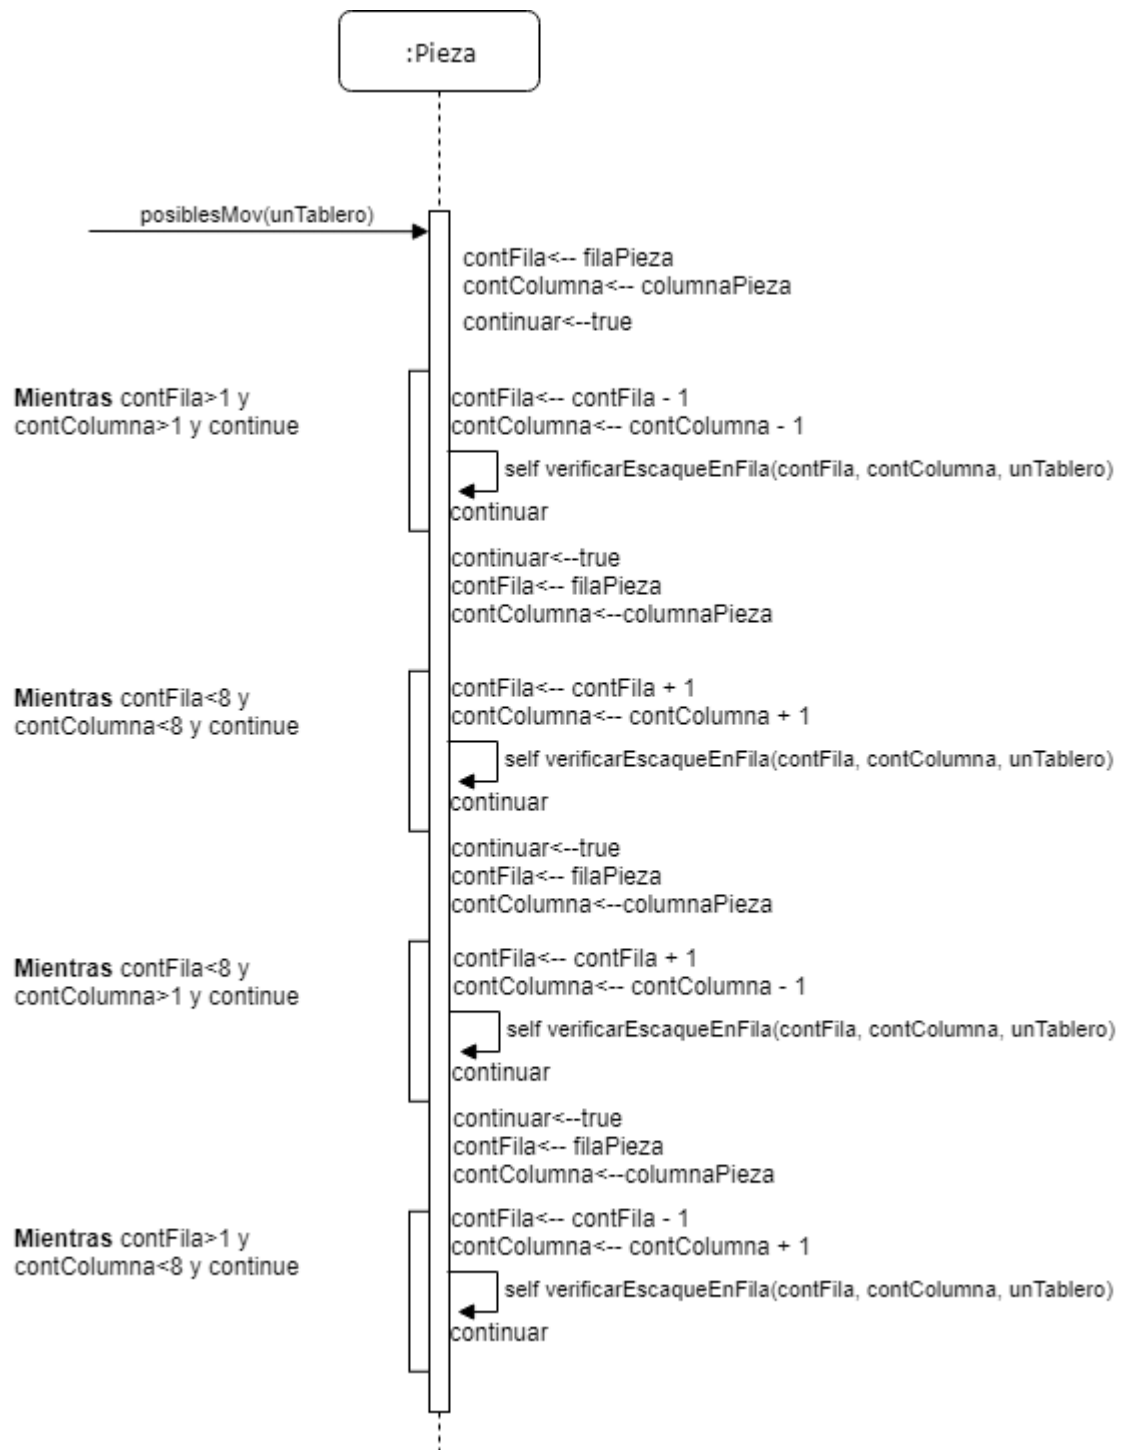 :Pieza
posiblesMov(unTablero)
contFila<-- filaPieza
contColumna<-- columnaPieza
continuar<--true
Mientras contFila>1 y
contColumna>1 y continue
contFila<-- contFila - 1
contColumna<-- contColumna - 1
self verificarEscaqueEnFila(contFila, contColumna, unTablero)
continuar
continuar<--true
contFila<-- filaPieza
contColumna<--columnaPieza
Mientras contFila<8 y
contColumna<8 y continue
contFila<-- contFila + 1
contColumna<-- contColumna + 1
self verificarEscaqueEnFila(contFila, contColumna, unTablero)
continuar
continuar<--true
contFila<-- filaPieza
contColumna<--columnaPieza
Mientras contFila<8 y
contColumna>1 y continue
contFila<-- contFila + 1
contColumna<-- contColumna - 1
self verificarEscaqueEnFila(contFila, contColumna, unTablero)
continuar
continuar<--true
contFila<-- filaPieza
contColumna<--columnaPieza
Mientras contFila>1 y
contColumna<8 y continue
contFila<-- contFila - 1
contColumna<-- contColumna + 1
self verificarEscaqueEnFila(contFila, contColumna, unTablero)
continuar